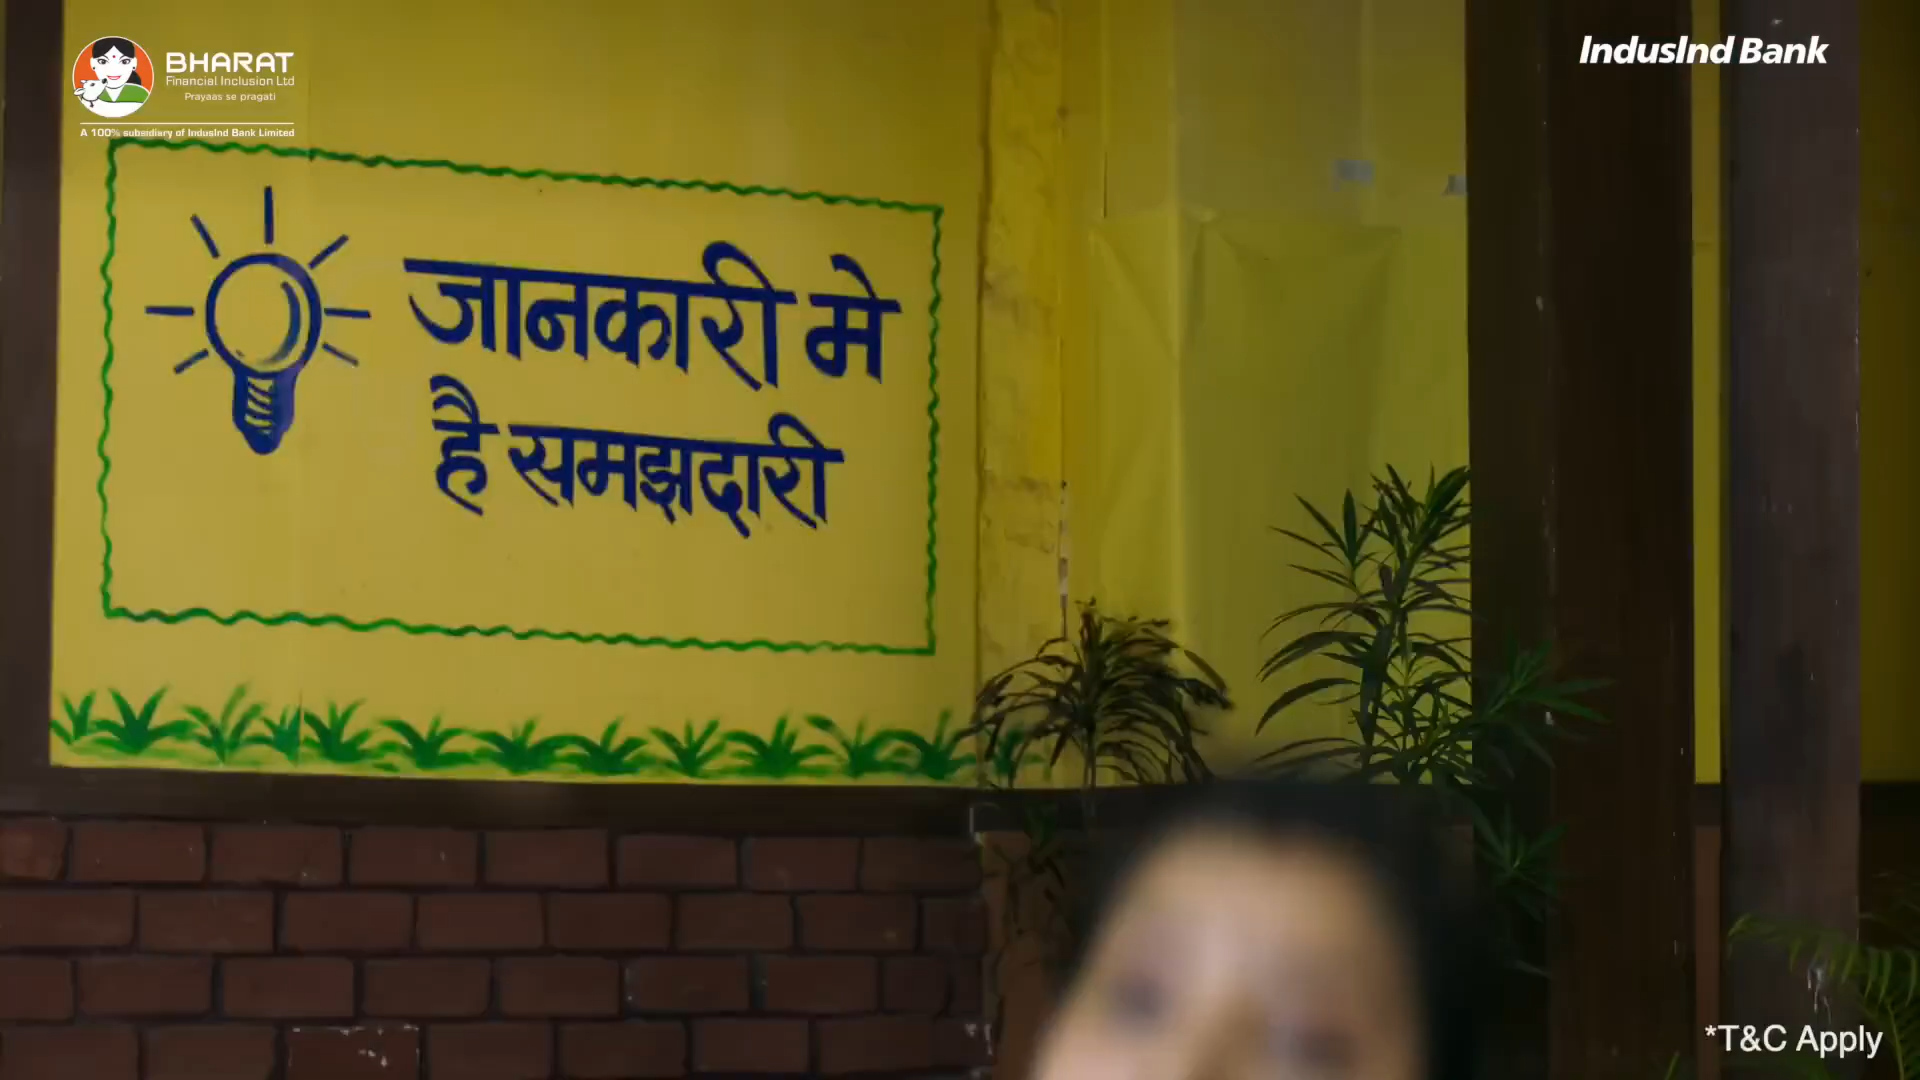 BHARAT
Financial Inclusion Ltd
Prayaas se pragati
A 100% subsidiary of IndusInd Bank Limited
IndusInd Bank
जानकारी मे
है समझदारी
*T&C Apply